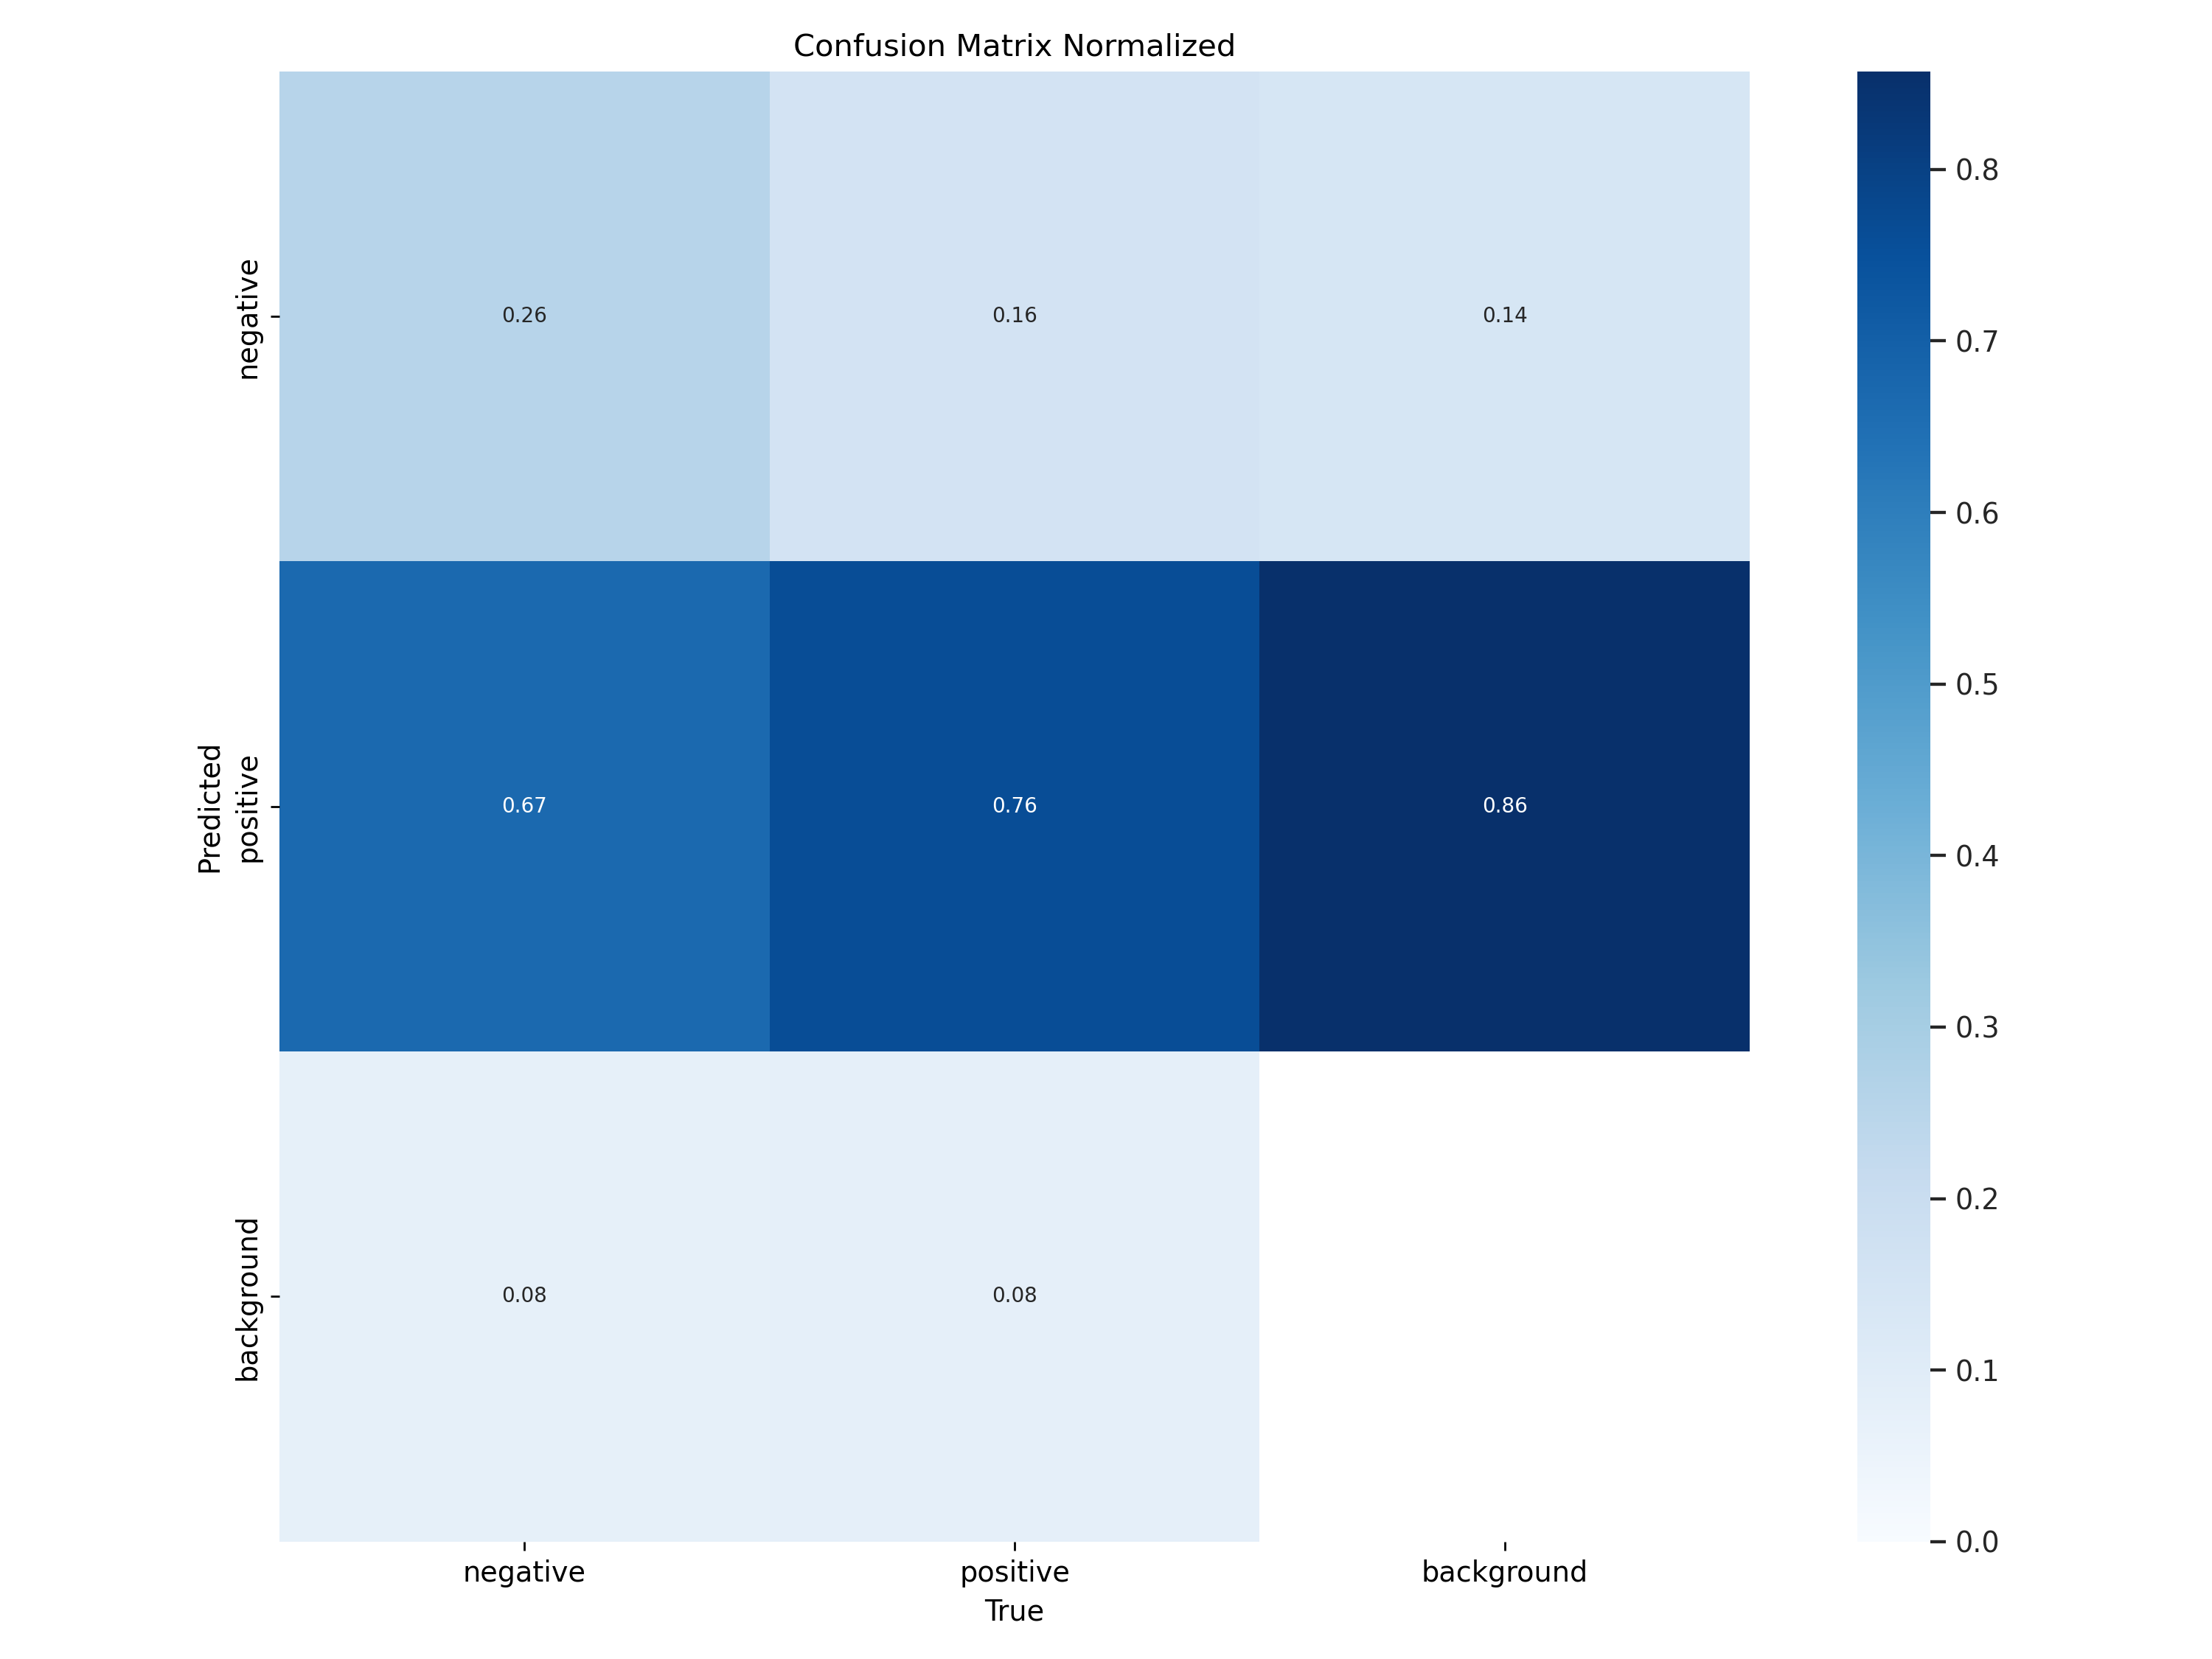 Confusion Matrix Normalized
negative
0.26
0.16
0.14
Predicted
positive
0.67
0.76
0.86
background
0.08
0.08
negative
positive
background
True
0.8
0.7
0.6
0.5
0.4
0.3
0.2
0.1
0.0